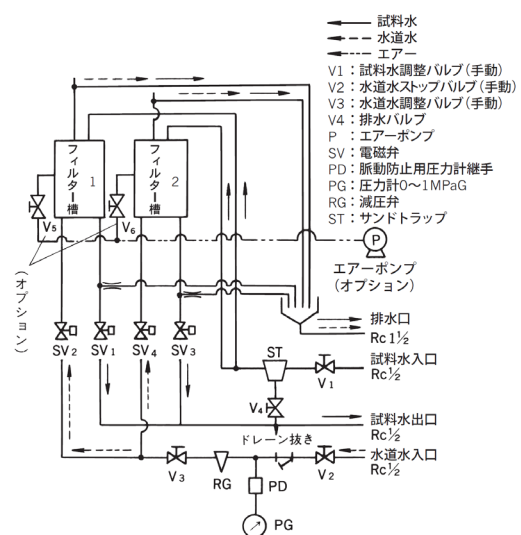 試料水
水道水
エアー
V1：試料水調整バルブ(手動)
V2：水道水ストップバルブ(手動)
V3：水道水調整バルブ(手動)
V4：排水バルブ
P：エアーポンプ
SV：電磁弁
PD：脈動防止用圧力計継手
PG：圧力計0〜1MPaG
RG：減圧弁
ST：サンドトラップ
フィルター槽 1
フィルター槽 2
V5
V6
(オプション)
P
エアーポンプ
(オプション)
排水口
Rc 1½
SV2
SV1
SV4
SV3
ST
V1
試料水入口
Rc½
V4
試料水出口
Rc½
ドレーン抜き
水道水入口
Rc½
V3
RG
PD
V2
PG